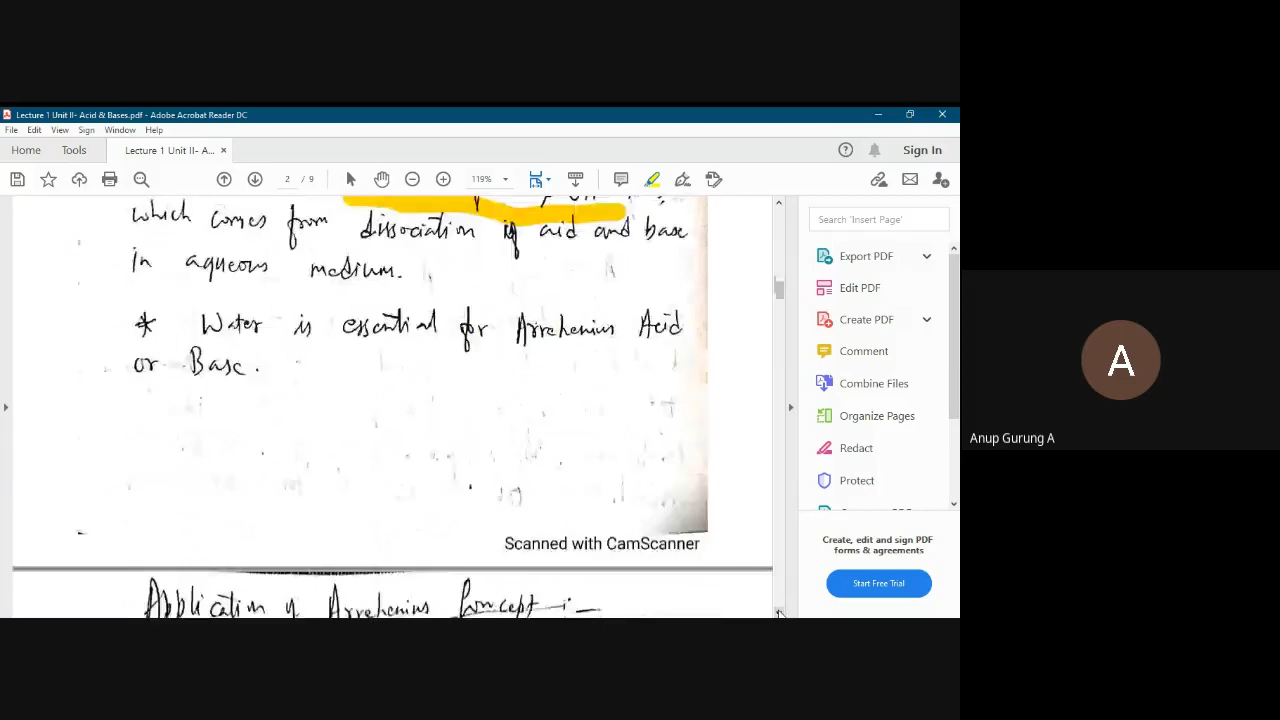 Lecture 1 Unit II- Acid & Bases.pdf - Adobe Acrobat Reader DC
File Edit View Sign Window Help
Home Tools Lecture 1 Unit II- A... × Sign In
2 / 9 119%
which comes from dissociation of aid and base
in aqueous medium.
* Water is essential for Arrehenius Acid
or Base.
Scanned with CamScanner
Application of Arrehenius Concept :-
Search 'Insert Page'
Export PDF
Edit PDF
Create PDF
Comment
Combine Files
Organize Pages
Redact
Protect
Create, edit and sign PDF
forms & agreements
Start Free Trial
A
Anup Gurung A